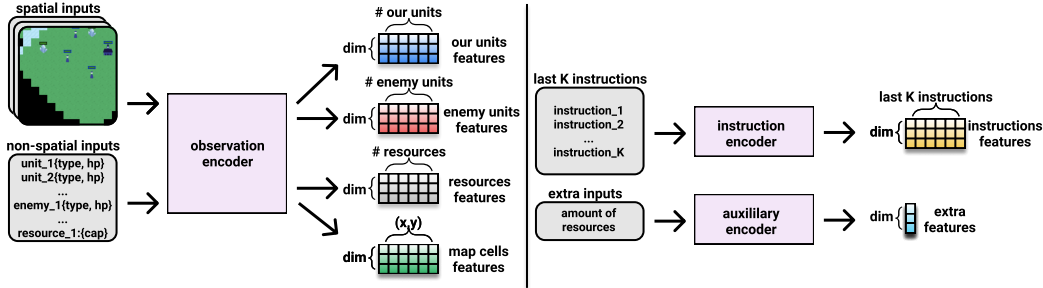 spatial inputs
non-spatial inputs
unit_1{type, hp}
unit_2{type, hp}
...
enemy_1{type, hp}
...
resource_1:{cap}
observation
encoder
# our units
dim
our units
features
# enemy units
dim
enemy units
features
# resources
dim
resources
features
(x,y)
dim
map cells
features
last K instructions
instruction_1
instruction_2
...
instruction_K
instruction
encoder
last K instructions
dim
instructions
features
extra inputs
amount of
resources
auxililary
encoder
dim
extra
features